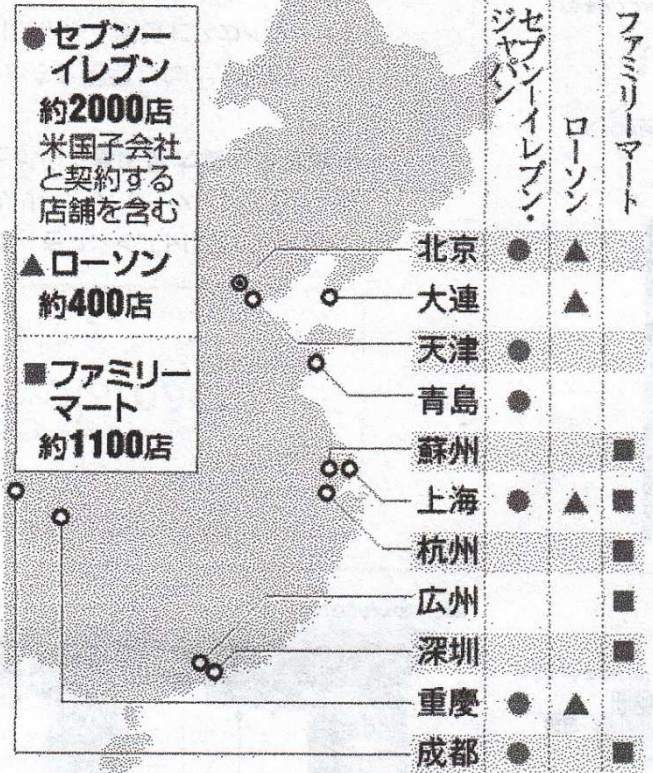 ●セブン―
イレブン
約2000店
米国子会社
と契約する
店舗を含む
▲ローソン
約400店
■ファミリー
マート
約1100店
セブン―イレブン・
ジャパン
ローソン
ファミリーマート
北京 ● ▲
大連 ▲
天津 ●
青島 ●
蘇州 ■
上海 ● ▲ ■
杭州 ■
広州 ■
深圳 ■
重慶 ● ▲
成都 ● ■